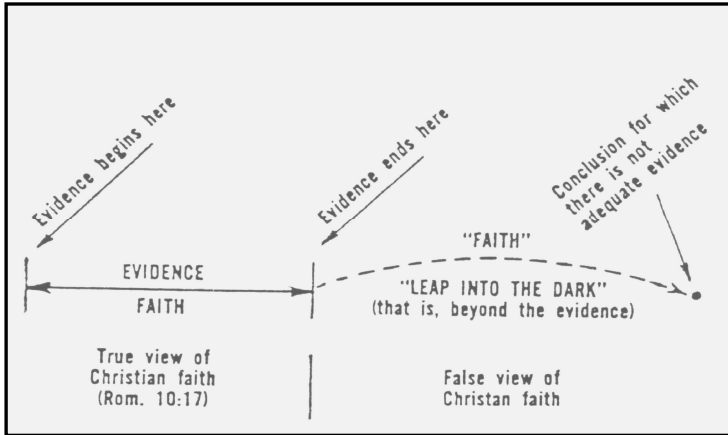 Evidence begins here
Evidence ends here
Conclusion for which
there is not
adequate evidence
EVIDENCE
FAITH
"FAITH"
"LEAP INTO THE DARK"
(that is, beyond the evidence)
True view of
Christian faith
(Rom. 10:17)
False view of
Christan faith